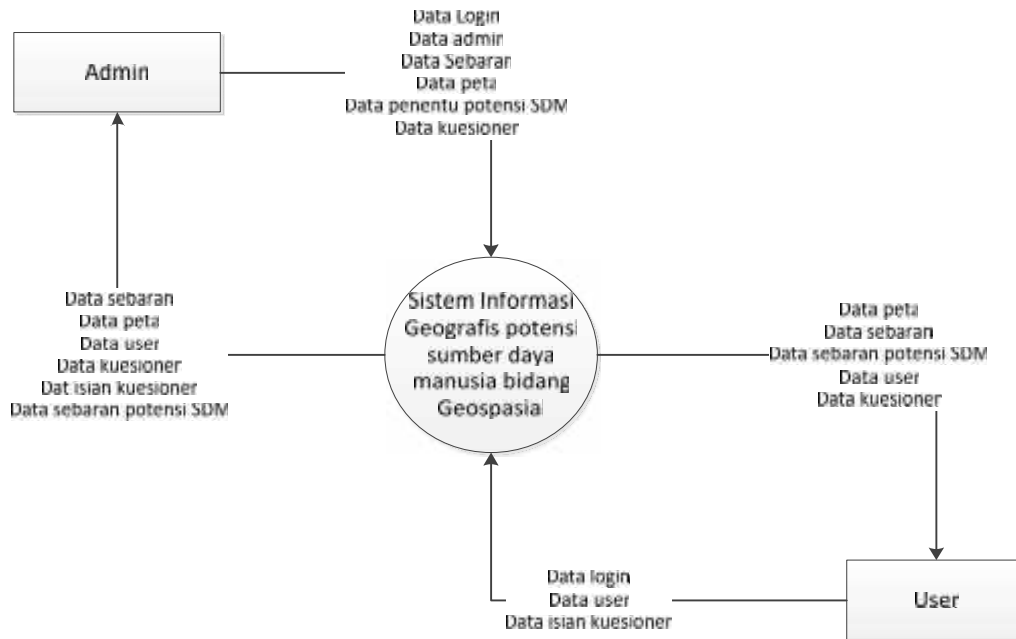 Data Login
Data admin
Data Sebaran
Data peta
Data penentu potensi SDM
Data kuesioner
Admin
Data sebaran
Data peta
Data user
Data kuesioner
Dat isian kuesioner
Data sebaran potensi SDM
Sistem Informasi
Geografis potensi
sumber daya
manusia bidang
Geospasial
Data peta
Data sebaran
Data sebaran potensi SDM
Data user
Data kuesioner
Data login
Data user
Data isian kuesioner
User